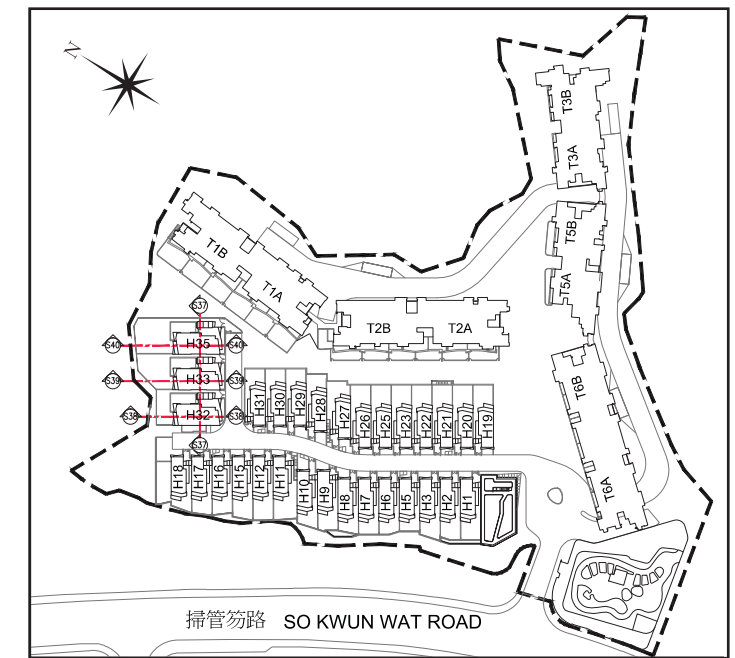 N
T3B
T3A
T5B
T5A
T1B
T1A
T2B T2A
T6B
T6A
S37
S40 H35 S40
S39 H33 S39
S38 H32 S38
S37
H31 H30 H29 H28 H27 H26 H25 H23 H22 H21 H20 H19
H18 H17 H16 H15 H12 H11 H10 H9 H8 H7 H6 H5 H3 H2 H1
掃管笏路 SO KWUN WAT ROAD